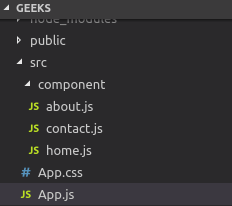 GEEKS
node_modules
public
src
component
JS about.js
JS contact.js
JS home.js
# App.css
JS App.js